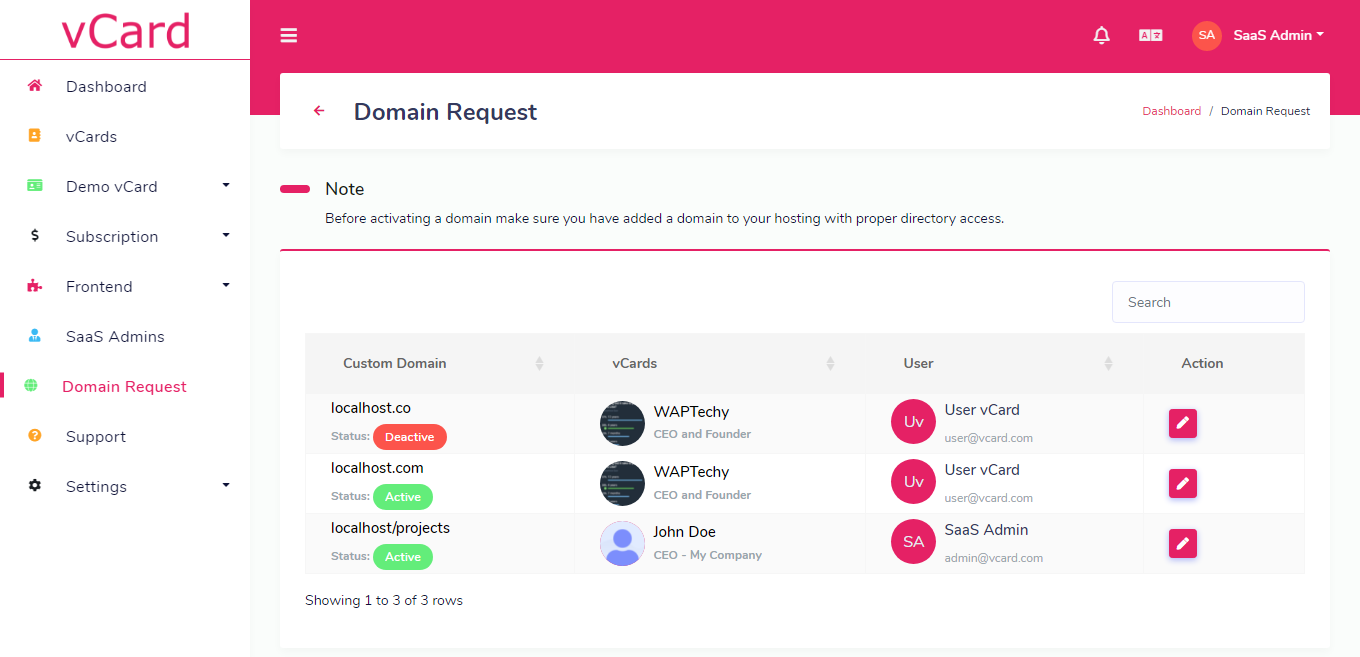 vCard
SA SaaS Admin
Dashboard
vCards
Demo vCard
Subscription
Frontend
SaaS Admins
Domain Request
Support
Settings
Domain Request
Dashboard / Domain Request
Note
Before activating a domain make sure you have added a domain to your hosting with proper directory access.
Search
Custom Domain vCards User Action
localhost.co
Status: Deactive
WAPTechy
CEO and Founder
Uv
User vCard
user@vcard.com
localhost.com
Status: Active
WAPTechy
CEO and Founder
Uv
User vCard
user@vcard.com
localhost/projects
Status: Active
John Doe
CEO - My Company
SA
SaaS Admin
admin@vcard.com
Showing 1 to 3 of 3 rows